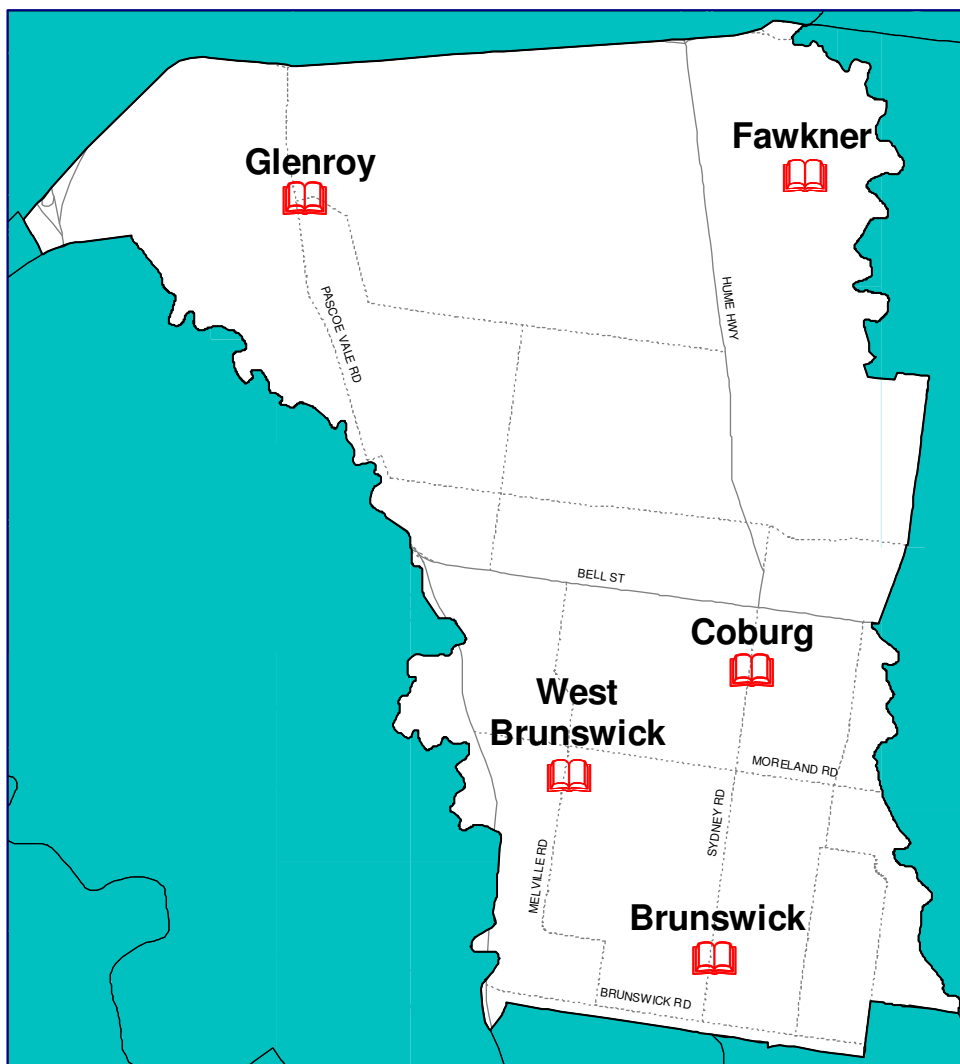 Fawkner
Glenroy
HUME HWY
PASCOE VALE RD
BELL ST
Coburg
West
Brunswick
MORELAND RD
SYDNEY RD
MELVILLE RD
Brunswick
BRUNSWICK RD